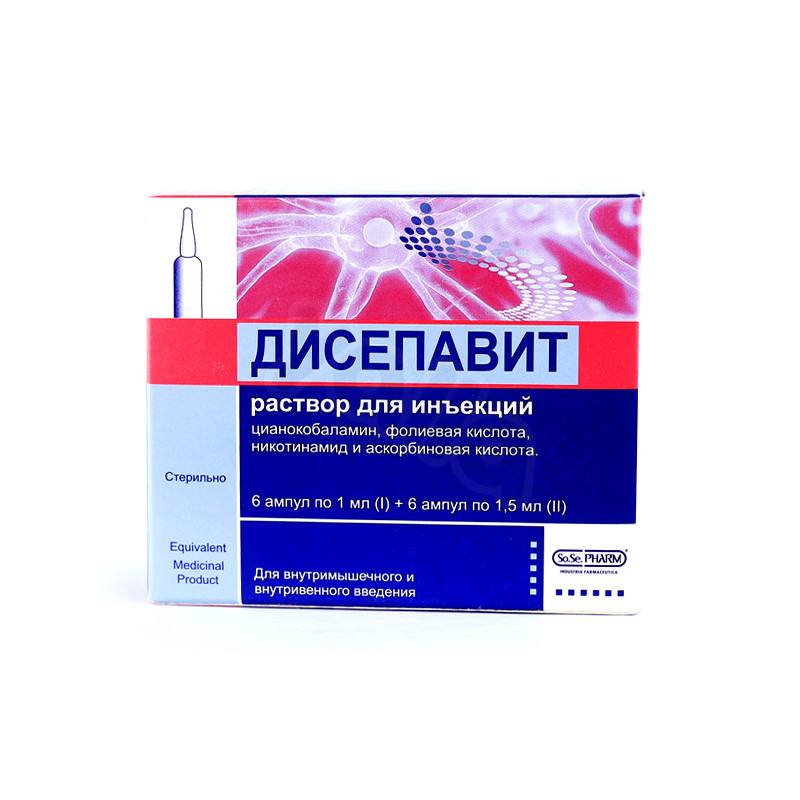 ДИСЕПАВИТ
раствор для инъекций
цианокобаламин, фолиевая кислота,
никотинамид и аскорбиновая кислота.
6 ампул по 1 мл (I) + 6 ампул по 1,5 мл (II)
Стерильно
Equivalent
Medicinal
Product
Для внутримышечного и
внутривенного введения
So.Se. PHARM®
INDUSTRIA FARMACEUTICA